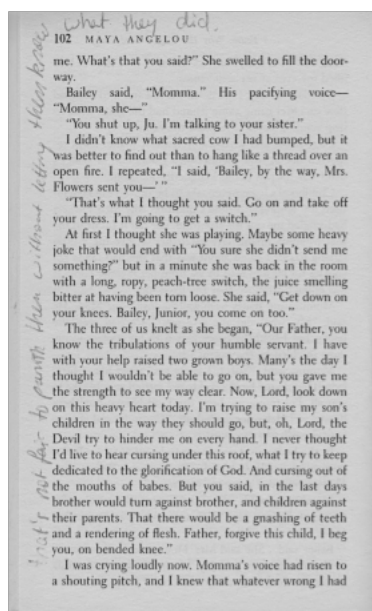 what they did.
that's not fair to punish them without letting them know
102 MAYA ANGELOU
me. What's that you said?" She swelled to fill the door-
way.
Bailey said, "Momma." His pacifying voice—
"Momma, she—"
"You shut up, Ju. I'm talking to your sister."
I didn't know what sacred cow I had bumped, but it
was better to find out than to hang like a thread over an
open fire. I repeated, "I said, 'Bailey, by the way, Mrs.
Flowers sent you—' "
"That's what I thought you said. Go on and take off
your dress. I'm going to get a switch."
At first I thought she was playing. Maybe some heavy
joke that would end with "You sure she didn't send me
something?" but in a minute she was back in the room
with a long, ropy, peach-tree switch, the juice smelling
bitter at having been torn loose. She said, "Get down on
your knees. Bailey, Junior, you come on too."
The three of us knelt as she began, "Our Father, you
know the tribulations of your humble servant. I have
with your help raised two grown boys. Many's the day I
thought I wouldn't be able to go on, but you gave me
the strength to see my way clear. Now, Lord, look down
on this heavy heart today. I'm trying to raise my son's
children in the way they should go, but, oh, Lord, the
Devil try to hinder me on every hand. I never thought
I'd live to hear cursing under this roof, what I try to keep
dedicated to the glorification of God. And cursing out of
the mouths of babes. But you said, in the last days
brother would turn against brother, and children against
their parents. That there would be a gnashing of teeth
and a rendering of flesh. Father, forgive this child, I beg
you, on bended knee."
I was crying loudly now. Momma's voice had risen to
a shouting pitch, and I knew that whatever wrong I had